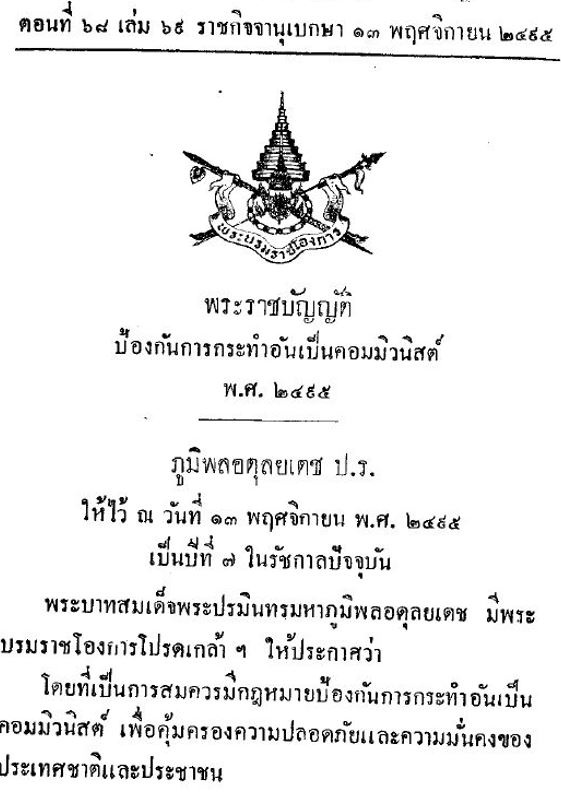 ตอนที่ ๖๘ เล่ม ๖๙ ราชกิจจานุเบกษา ๑๓ พฤศจิกายน ๒๔๙๕
พระบรมราชโองการ
พระราชบัญญัติ
ป้องกันการกระทำอันเป็นคอมมิวนิสต์
พ.ศ. ๒๔๙๕
ภูมิพลอดุลยเดช ป.ร.
ให้ไว้ ณ วันที่ ๑๓ พฤศจิกายน พ.ศ. ๒๔๙๕
เป็นปีที่ ๗ ในรัชกาลปัจจุบัน
พระบาทสมเด็จพระปรมินทรมหาภูมิพลอดุลยเดช มีพระ
บรมราชโองการโปรดเกล้า ฯ ให้ประกาศว่า
โดยที่เป็นการสมควรมีกฎหมายป้องกันการกระทำอันเป็น
คอมมิวนิสต์ เพื่อคุ้มครองความปลอดภัยและความมั่นคงของ
ประเทศชาติและประชาชน